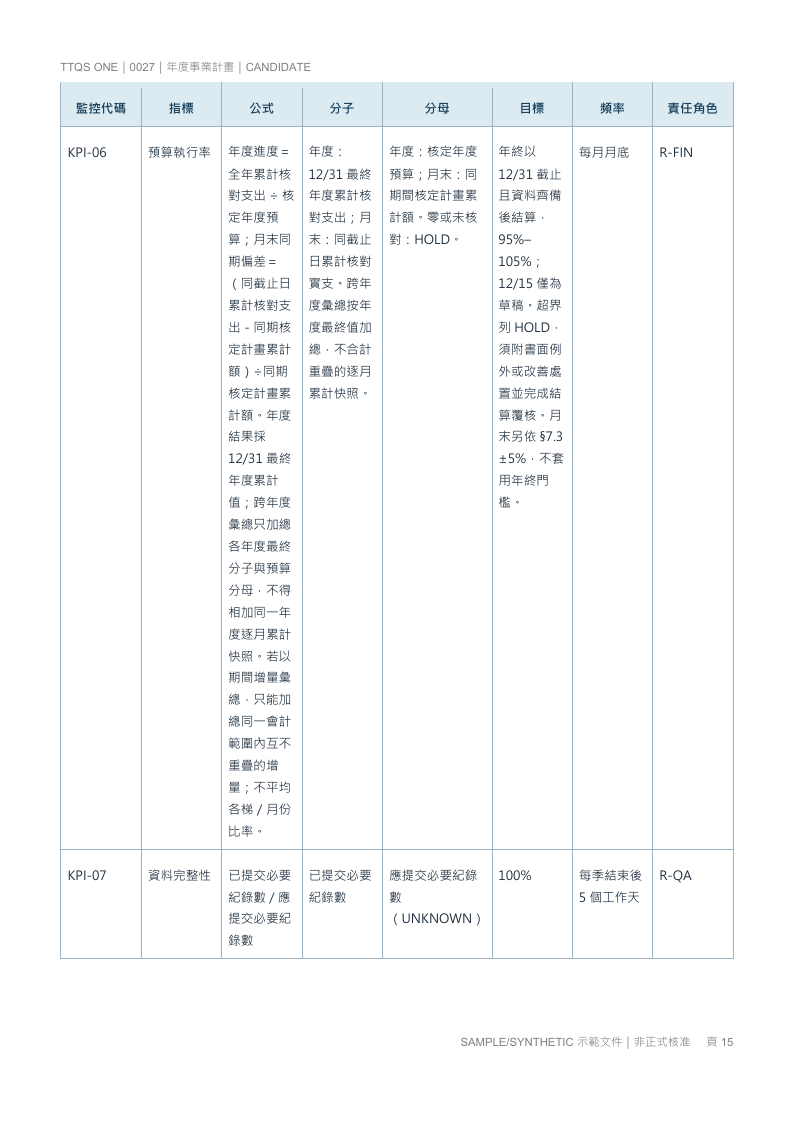 TTQS ONE｜0027｜年度事業計畫｜CANDIDATE
監控代碼 指標 公式 分子 分母 目標 頻率 責任角色
KPI-06
預算執行率
年度進度＝
全年累計核
對支出 ÷ 核
定年度預
算；月末同
期偏差＝
（同截止日
累計核對支
出－同期核
定計畫累計
額）÷同期
核定計畫累
計額。年度
結果採
12/31 最終
年度累計
值；跨年度
彙總只加總
各年度最終
分子與預算
分母，不得
相加同一年
度逐月累計
快照。若以
期間增量彙
總，只能加
總同一會計
範圍內互不
重疊的增
量；不平均
各梯／月份
比率。
年度：
12/31 最終
年度累計核
對支出；月
末：同截止
日累計核對
實支。跨年
度彙總按年
度最終值加
總，不合計
重疊的逐月
累計快照。
年度：核定年度
預算；月末：同
期間核定計畫累
計額。零或未核
對：HOLD。
年終以
12/31 截止
且資料齊備
後結算，
95%–
105%；
12/15 僅為
草稿。超界
列 HOLD，
須附書面例
外或改善處
置並完成結
算覆核。月
末另依 §7.3
±5%，不套
用年終門
檻。
每月月底
R-FIN
KPI-07
資料完整性
已提交必要
紀錄數／應
提交必要紀
錄數
已提交必要
紀錄數
應提交必要紀錄
數
（UNKNOWN）
100%
每季結束後
5 個工作天
R-QA
SAMPLE/SYNTHETIC 示範文件｜非正式核准 頁 15